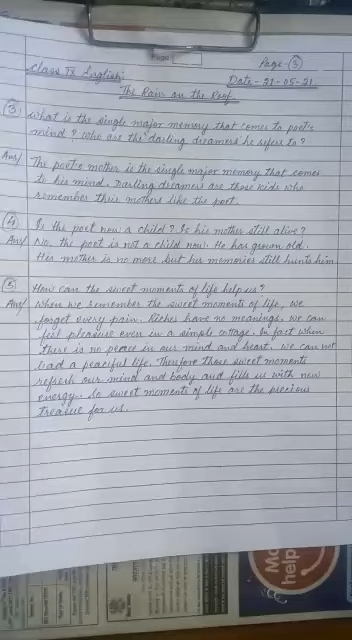 Page:
Page - (3)
Class IX English
Date - 21-05-21
The Rain on the Roof
(3) What is the single major memory that comes to poet's
mind? Who are the "darling dreamers he refers to?
Ans/ The poet's mother is the single major memory that comes
to his mind. Darling dreamers are those kids who
remember their mothers like the poet.
(4) Is the poet now a child? Is his mother still alive?
Ans/ No, the poet is not a child now. He has grown old.
His mother is no more but her memories still hunts him.
(5) How can the sweet moments of life help us?
Ans/ When we remember the sweet moments of life, we
forget every pain. Riches have no meanings. We can
feel pleasure even in a simple cottage. In fact when
there is no peace in our mind and heart, we can not
lead a peaceful life. Therefore those sweet moments
refresh our mind and body and fills us with new
energy. So sweet moments of life are the precious
treasue for us.
help